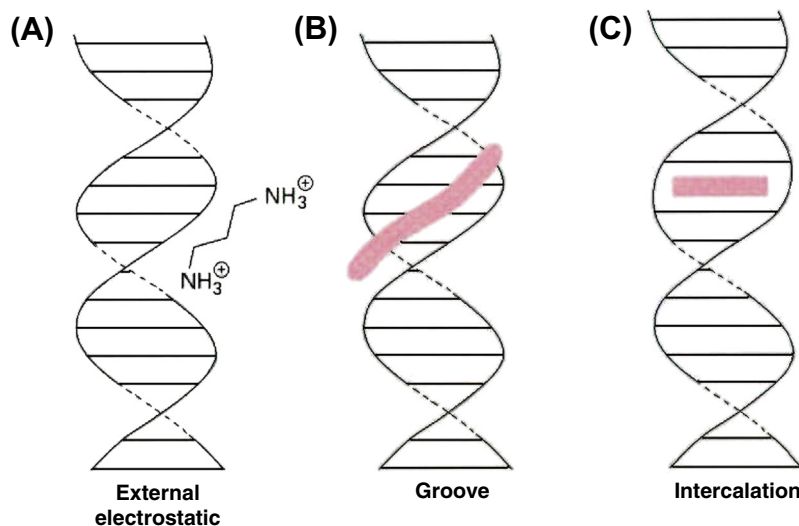 (A)
(B)
(C)
NH3⊕
NH3⊕
External
electrostatic
Groove
Intercalation